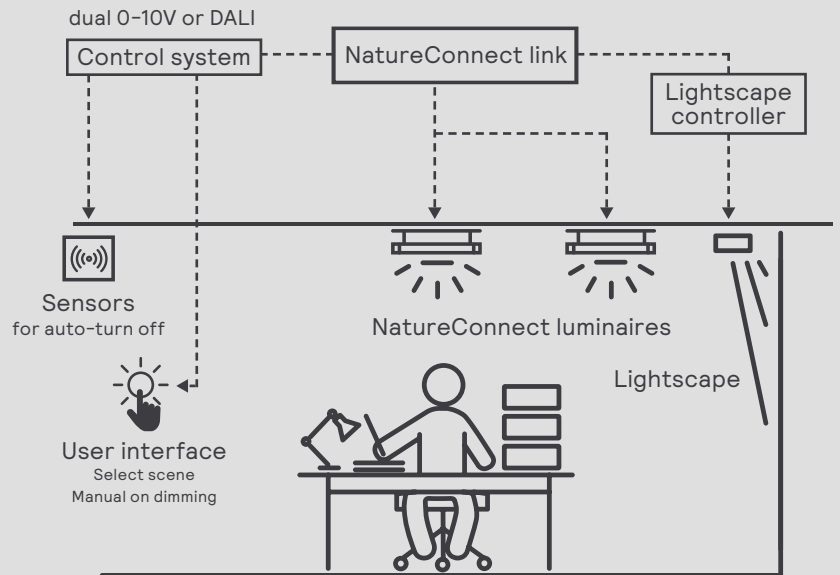 dual 0-10V or DALI
Control system
NatureConnect link
Lightscape
controller
Sensors
for auto-turn off
NatureConnect luminaires
Lightscape
User interface
Select scene
Manual on dimming